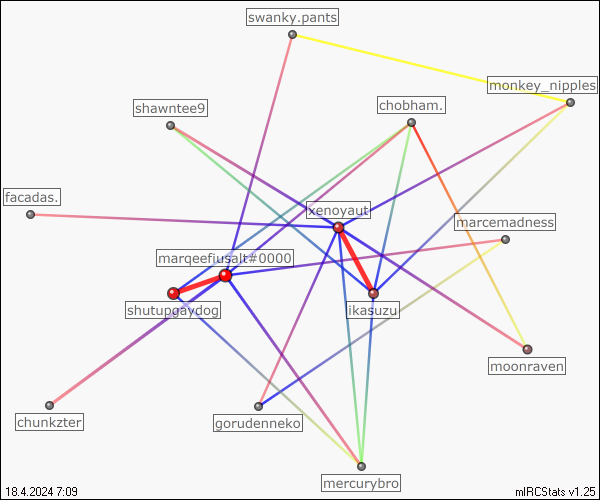 swanky.pants
monkey_nipples
shawntee9
chobham.
facadas.
xenoyaut
marcemadness
marqeefiusalt#0000
shutupgaydog
ikasuzu
moonraven
chunkzter
gorudenneko
mercurybro
18.4.2024 7:09
mIRCStats v1.25